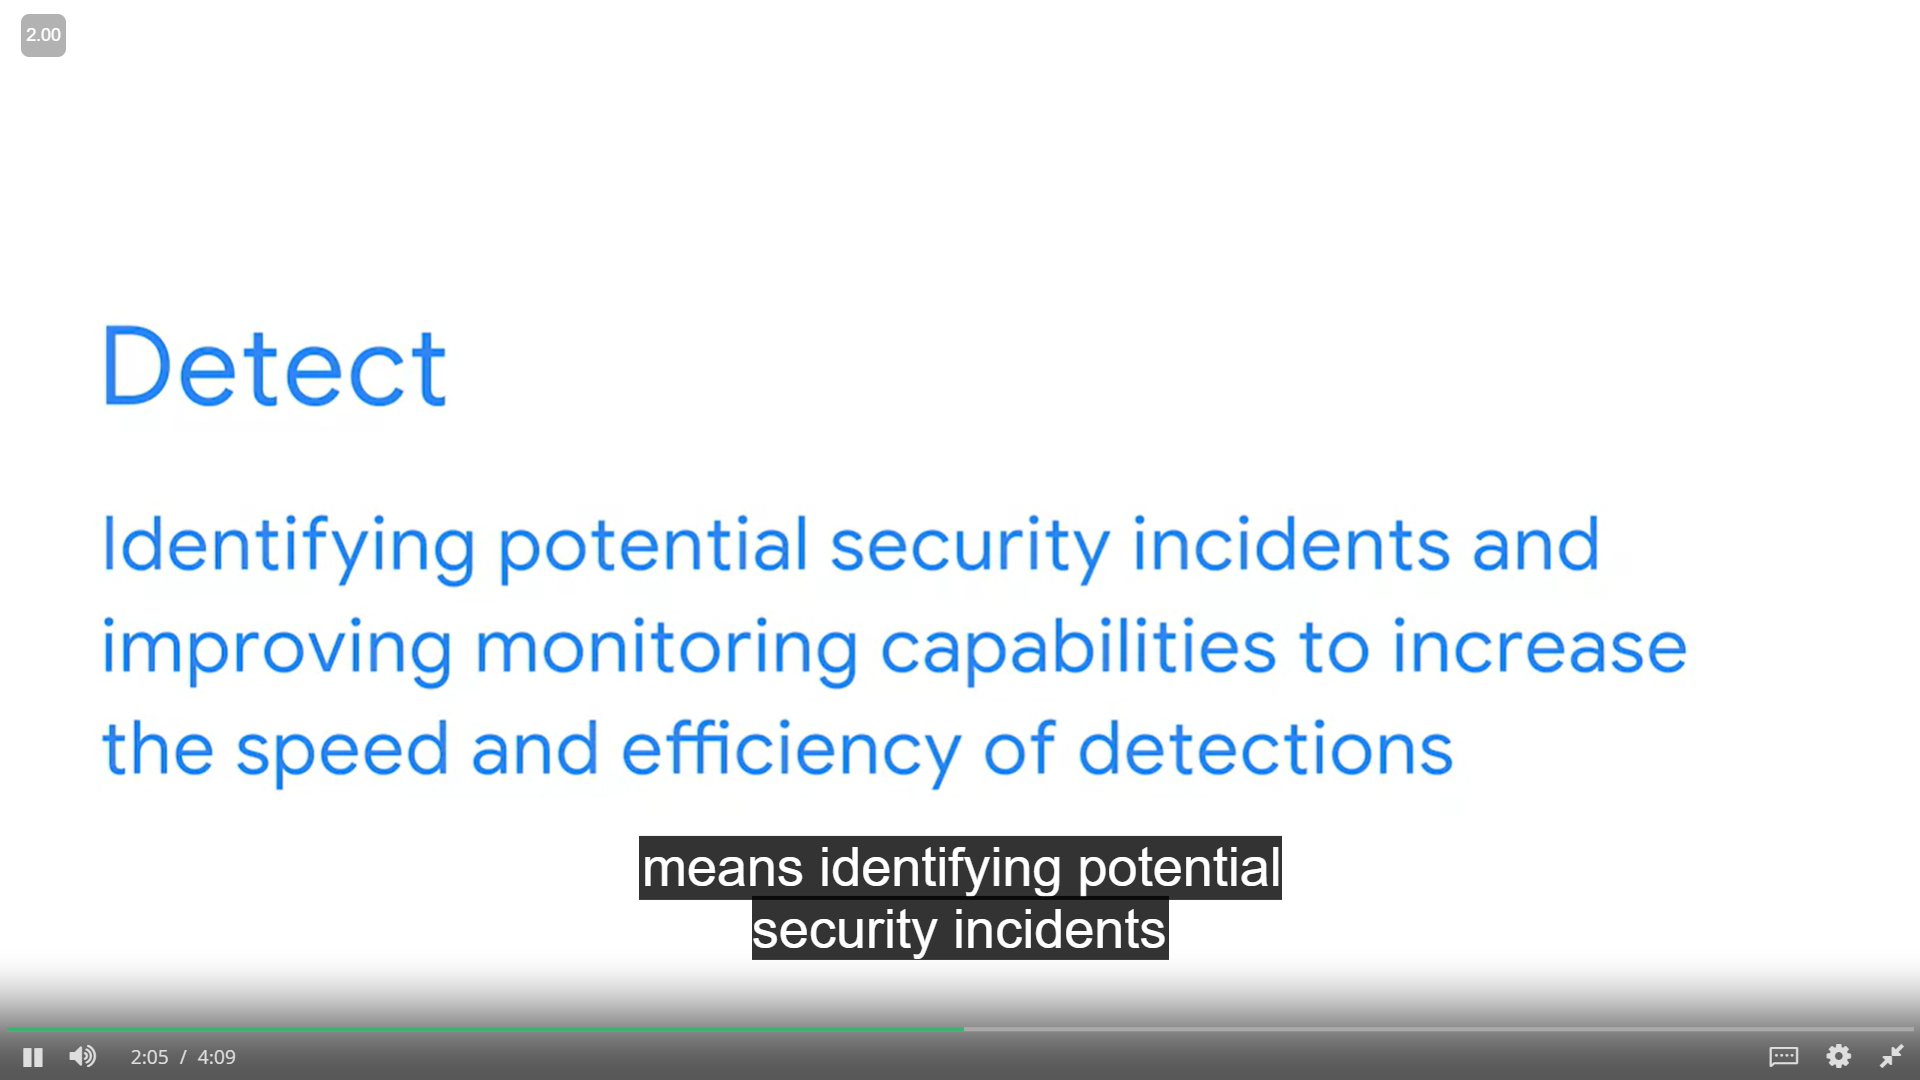 2.00
Detect
Identifying potential security incidents and
improving monitoring capabilities to increase
the speed and efficiency of detections
means identifying potential
security incidents
2:05 / 4:09